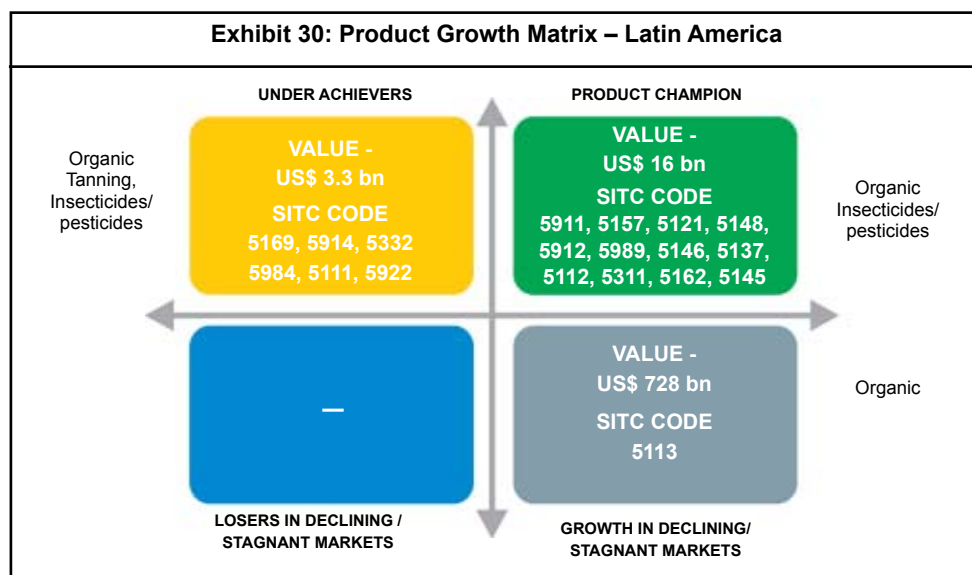 Exhibit 30: Product Growth Matrix – Latin America
UNDER ACHIEVERS
PRODUCT CHAMPION
Organic
Tanning,
Insecticides/
pesticides
VALUE -
US$ 3.3 bn
SITC CODE
5169, 5914, 5332
5984, 5111, 5922
VALUE -
US$ 16 bn
SITC CODE
5911, 5157, 5121, 5148,
5912, 5989, 5146, 5137,
5112, 5311, 5162, 5145
Organic
Insecticides/
pesticides
—
VALUE -
US$ 728 bn
SITC CODE
5113
Organic
LOSERS IN DECLINING /
STAGNANT MARKETS
GROWTH IN DECLINING/
STAGNANT MARKETS